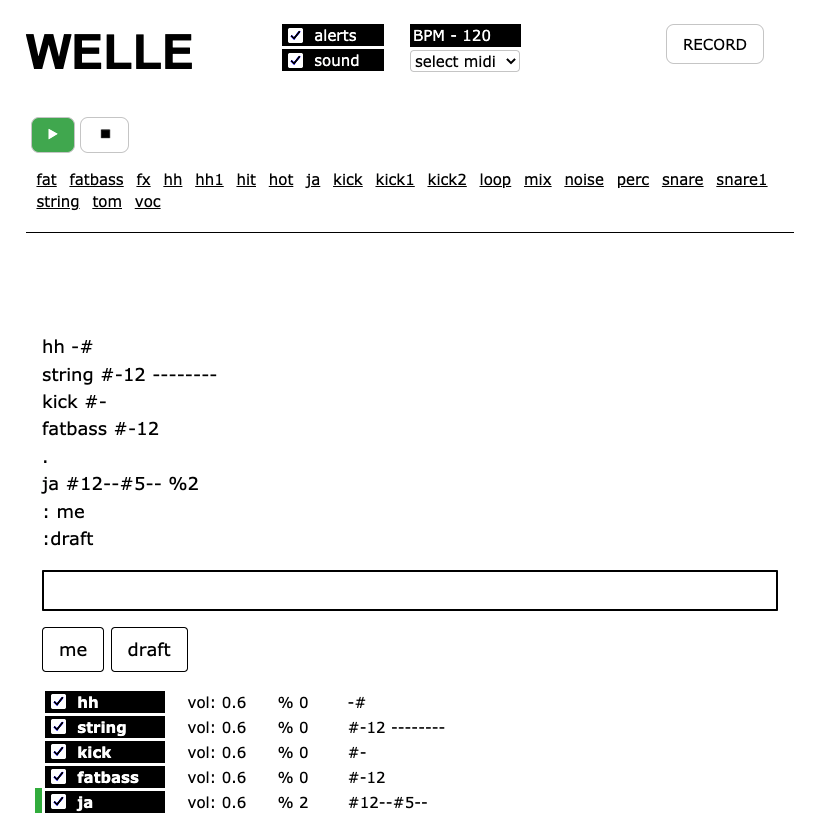 WELLE
alerts
sound
BPM - 120
select midi
RECORD
fat fatbass fx hh hh1 hit hot ja kick kick1 kick2 loop mix noise perc snare snare1
string tom voc
hh -#
string #-12 --------
kick #-
fatbass #-12
.
ja #12--#5-- %2
: me
:draft
me draft
hh vol: 0.6 % 0 -#
string vol: 0.6 % 0 #-12 --------
kick vol: 0.6 % 0 #-
fatbass vol: 0.6 % 0 #-12
ja vol: 0.6 % 2 #12--#5--